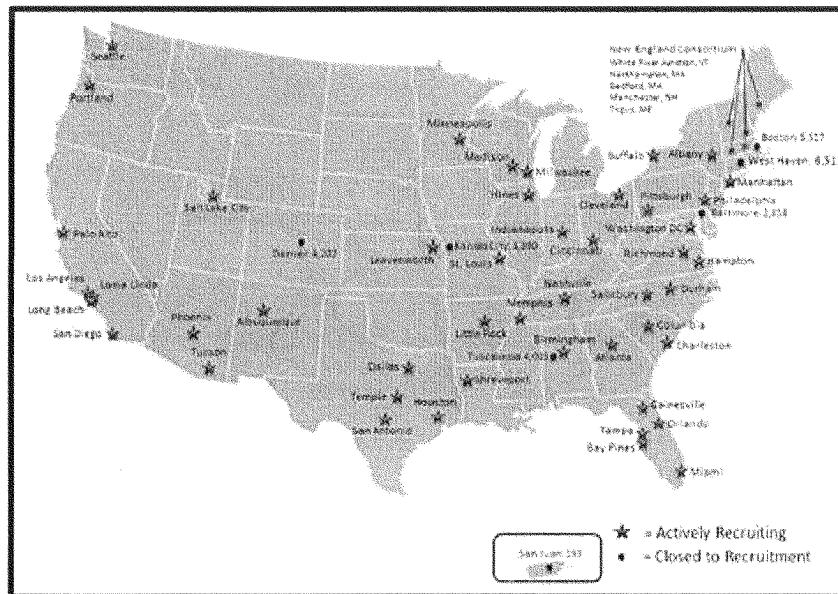 New England Consortium
White River Junction, VT
Northampton, MA
Bedford, MA
Manchester, NH
Togus, ME
Seattle
Portland
Minneapolis
Madison
Milwaukee
Buffalo
Albany
Boston
West Haven
Manhattan
Hines
Cleveland
Pittsburgh
Philadelphia
Baltimore
Salt Lake City
Palo Alto
Indianapolis
Washington DC
Denver
Leavenworth
Kansas City
St. Louis
Cincinnati
Richmond
Hampton
Los Angeles
Loma Linda
Long Beach
Nashville
Salisbury
Durham
Memphis
San Diego
Phoenix
Albuquerque
Little Rock
Birmingham
Columbia
Tucson
Tuscaloosa
Atlanta
Charleston
Dallas
Shreveport
Temple
Houston
San Antonio
Gainesville
Orlando
Tampa
Bay Pines
Miami
= Actively Recruiting
San Juan
= Closed to Recruitment